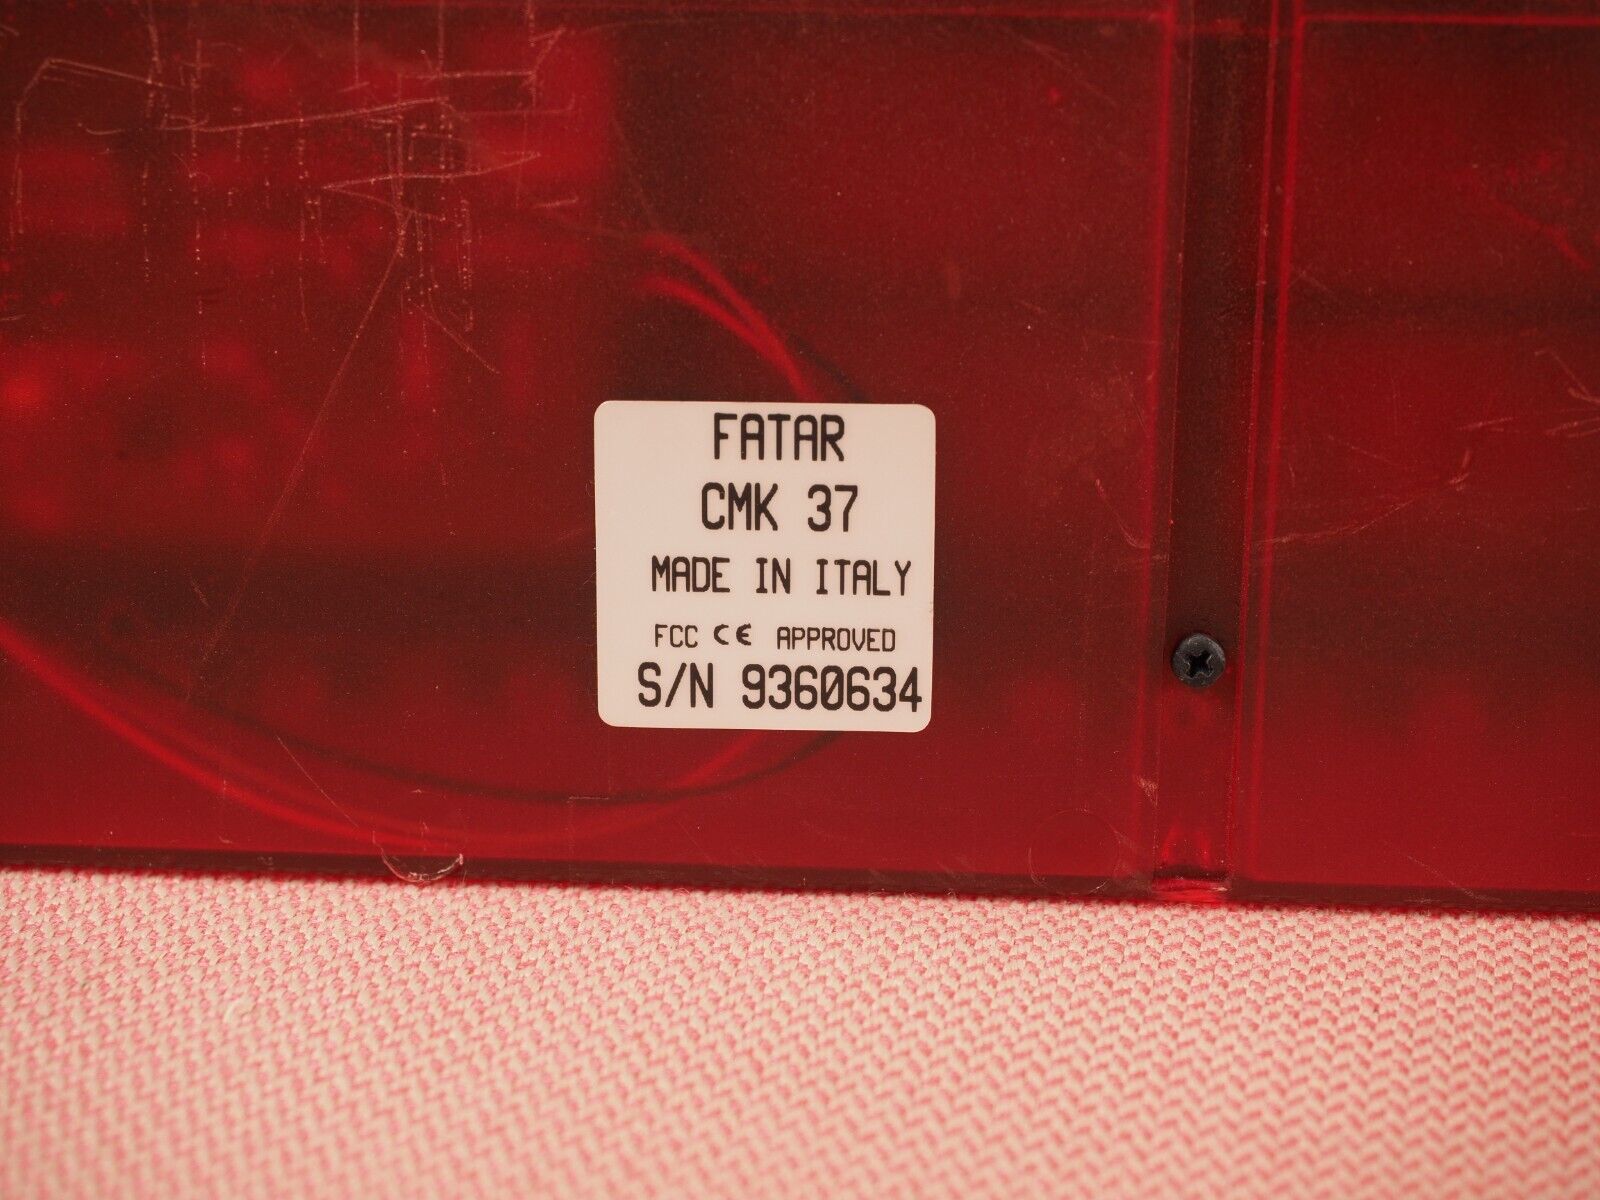 FATAR
CMK 37
MADE IN ITALY
FCC CE APPROVED
S/N 9360634